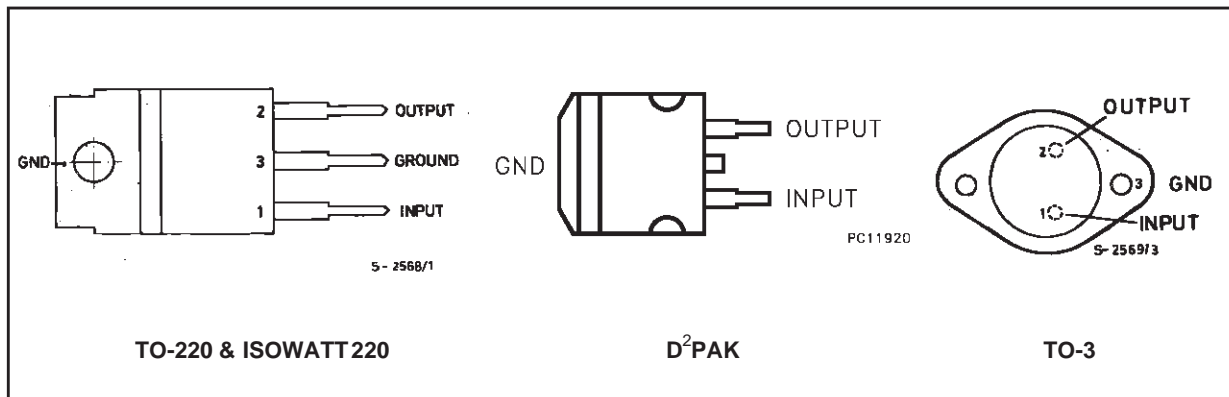 2
OUTPUT
GND
3
GROUND
1
INPUT
S-2568/1
TO-220 & ISOWATT220
GND
OUTPUT
INPUT
PC11920
D²PAK
OUTPUT
2
3
GND
1
INPUT
S-2569/3
TO-3